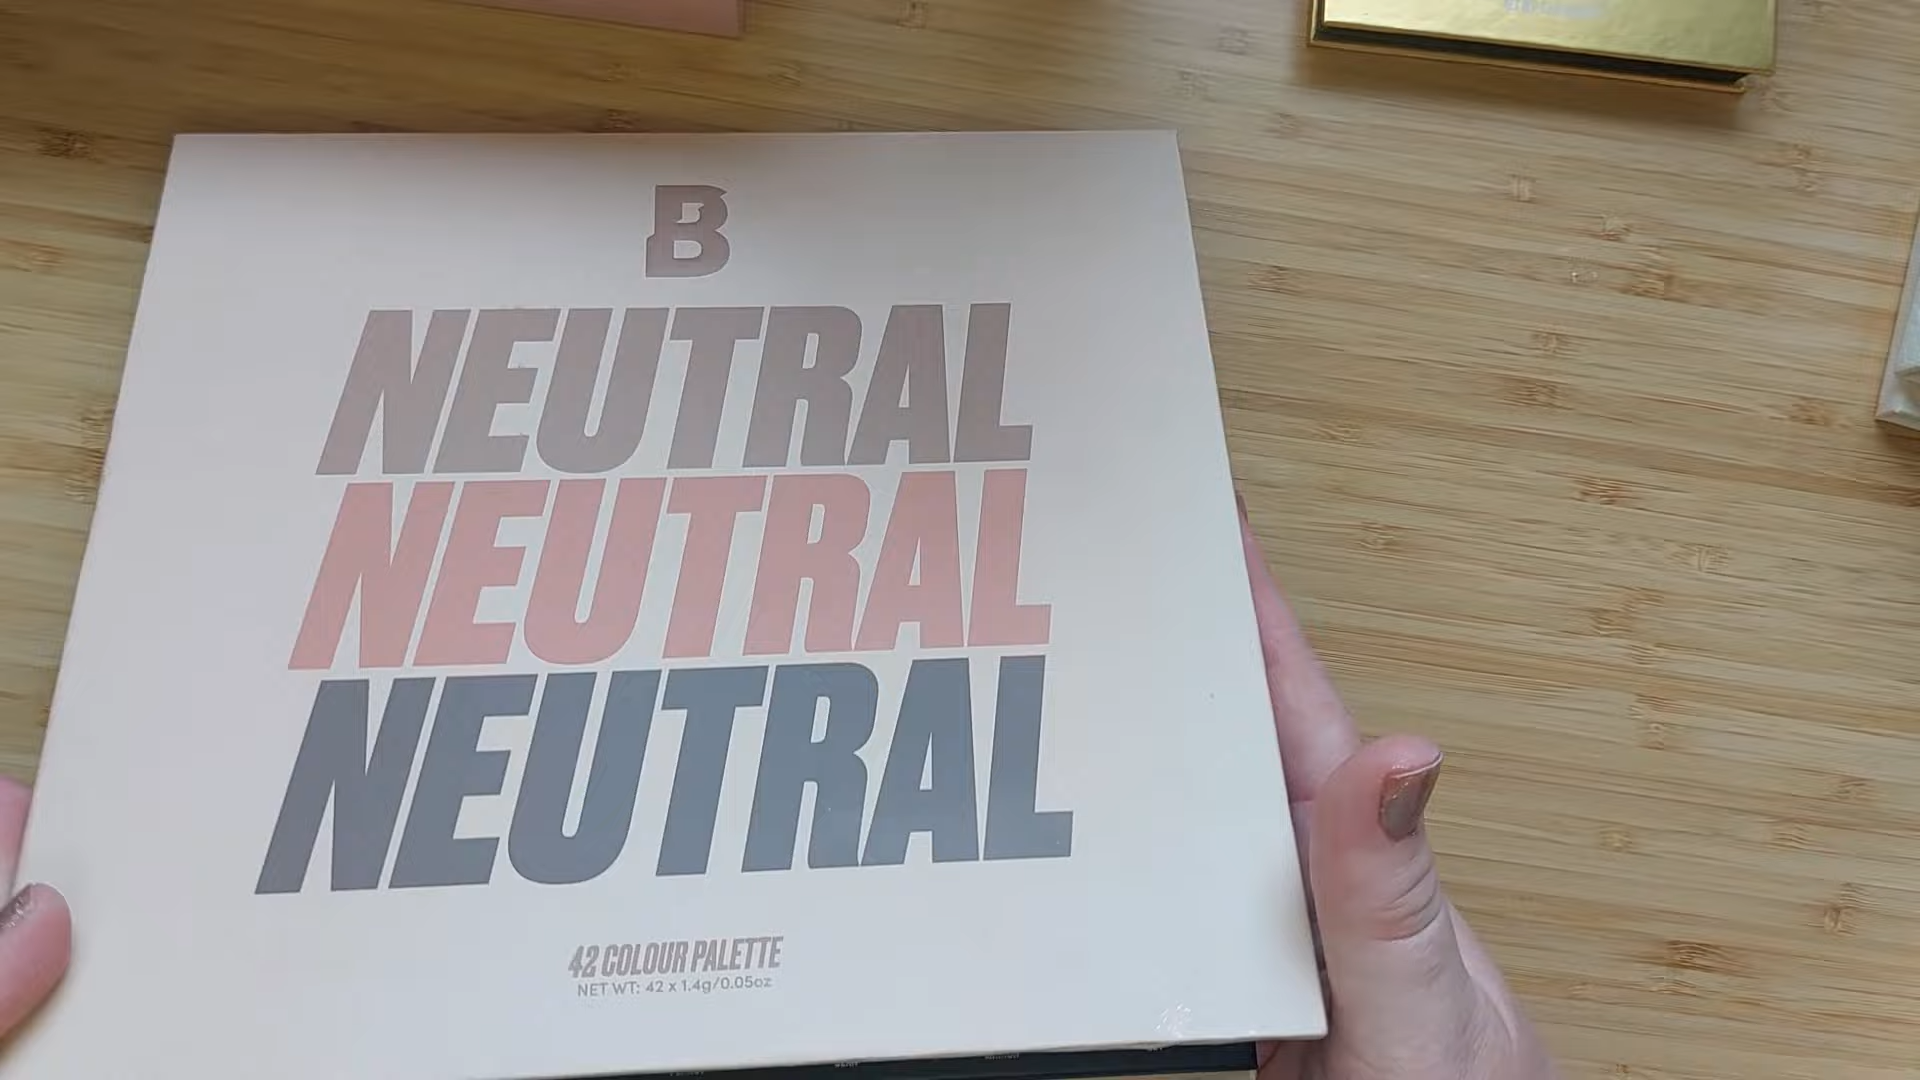 B
NEUTRAL
NEUTRAL
NEUTRAL
42 COLOUR PALETTE
NET WT: 42 x 1.4g/0.05oz